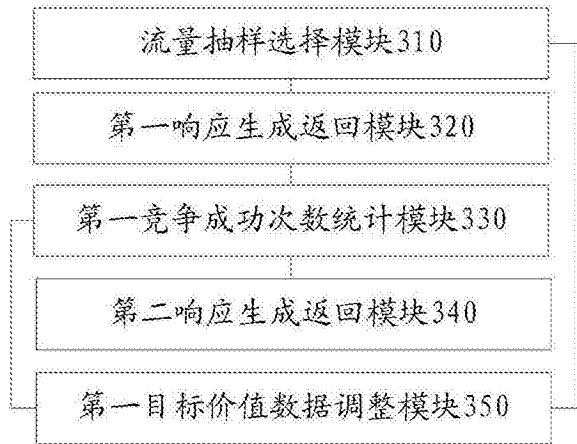 流量抽样选择模块310
第一响应生成返回模块320
第一竞争成功次数统计模块330
第二响应生成返回模块340
第一目标价值数据调整模块350